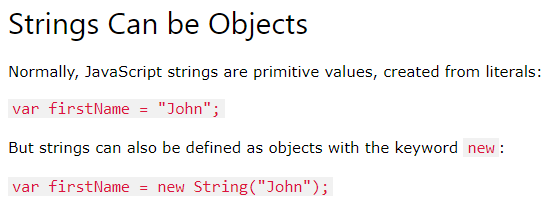 Strings Can be Objects
Normally, JavaScript strings are primitive values, created from literals:
var firstName = "John";
But strings can also be defined as objects with the keyword new:
var firstName = new String("John");